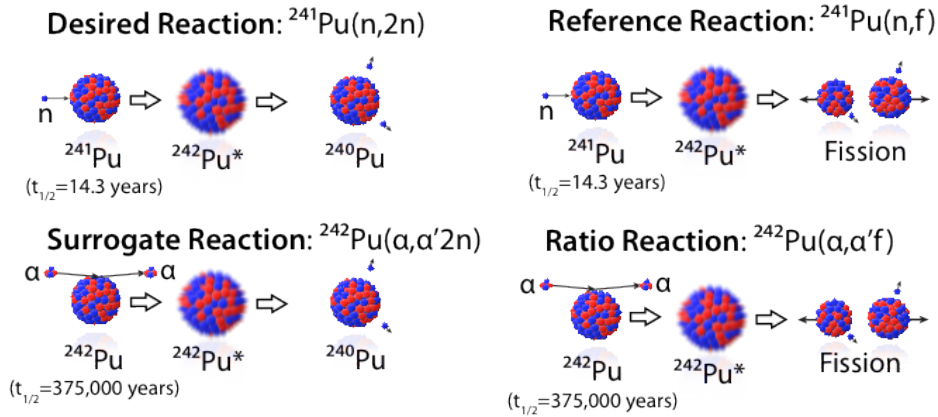 Desired Reaction: ²⁴¹Pu(n,2n)
n
²⁴¹Pu
²⁴²Pu*
²⁴⁰Pu
(t₁/₂=14.3 years)
Reference Reaction: ²⁴¹Pu(n,f)
n
²⁴¹Pu
²⁴²Pu*
Fission
(t₁/₂=14.3 years)
Surrogate Reaction: ²⁴²Pu(α,α′2n)
α
α
²⁴²Pu
²⁴²Pu*
²⁴⁰Pu
(t₁/₂=375,000 years)
Ratio Reaction: ²⁴²Pu(α,α′f)
α
α
²⁴²Pu
²⁴²Pu*
Fission
(t₁/₂=375,000 years)